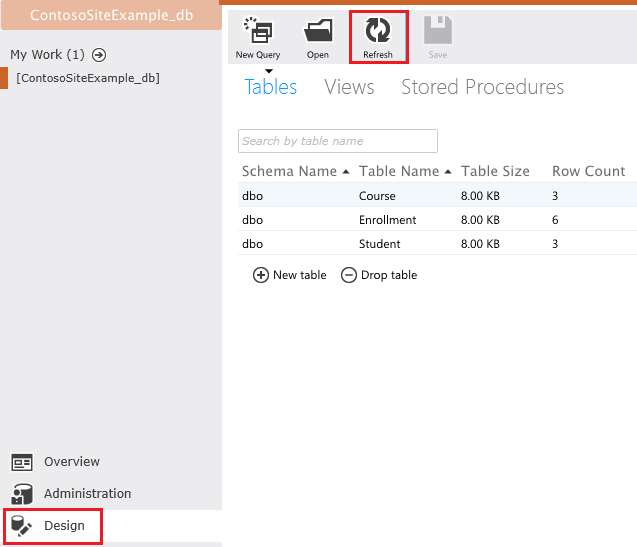 ContosoSiteExample_db
My Work (1)
[ContosoSiteExample_db]
New Query Open Refresh Save
Tables Views Stored Procedures
Search by table name
Schema Name Table Name Table Size Row Count
dbo Course 8.00 KB 3
dbo Enrollment 8.00 KB 6
dbo Student 8.00 KB 3
New table Drop table
Overview
Administration
Design